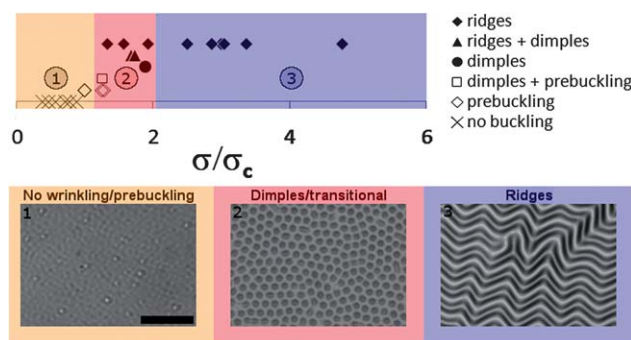 ridges
ridges + dimples
dimples
dimples + prebuckling
prebuckling
no buckling
1
2
3
0
2
4
6
σ/σc
No wrinkling/prebuckling
Dimples/transitional
Ridges
1
2
3